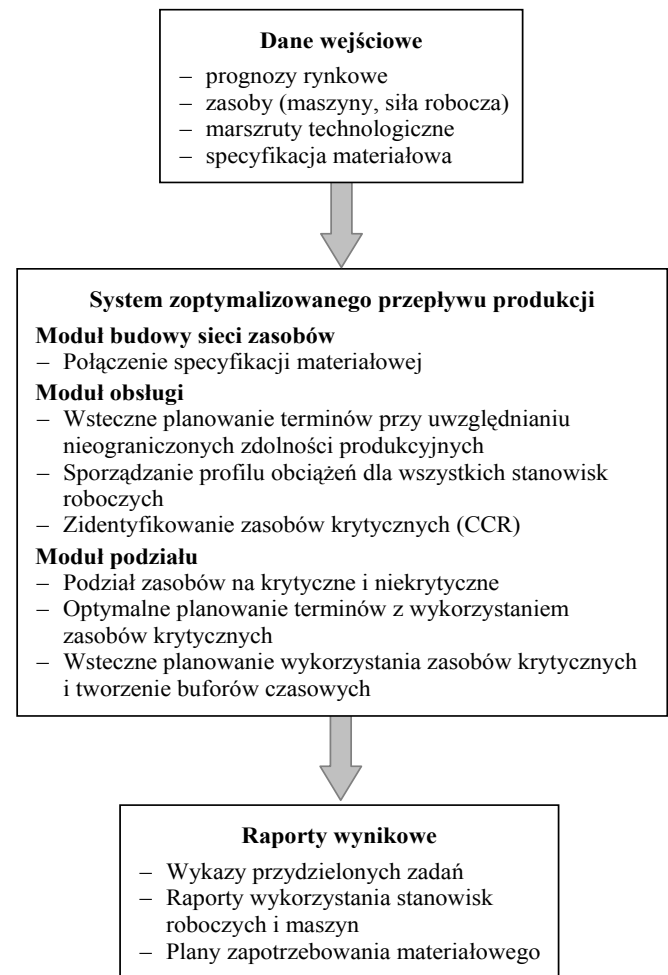 Dane wejściowe
– prognozy rynkowe
– zasoby (maszyny, siła robocza)
– marszruty technologiczne
– specyfikacja materiałowa
System zoptymalizowanego przepływu produkcji
Moduł budowy sieci zasobów
– Połączenie specyfikacji materiałowej
Moduł obsługi
– Wsteczne planowanie terminów przy uwzględnianiu
nieograniczonych zdolności produkcyjnych
– Sporządzanie profilu obciążeń dla wszystkich stanowisk
roboczych
– Zidentyfikowanie zasobów krytycznych (CCR)
Moduł podziału
– Podział zasobów na krytyczne i niekrytyczne
– Optymalne planowanie terminów z wykorzystaniem
zasobów krytycznych
– Wsteczne planowanie wykorzystania zasobów krytycznych
i tworzenie buforów czasowych
Raporty wynikowe
– Wykazy przydzielonych zadań
– Raporty wykorzystania stanowisk
roboczych i maszyn
– Plany zapotrzebowania materiałowego